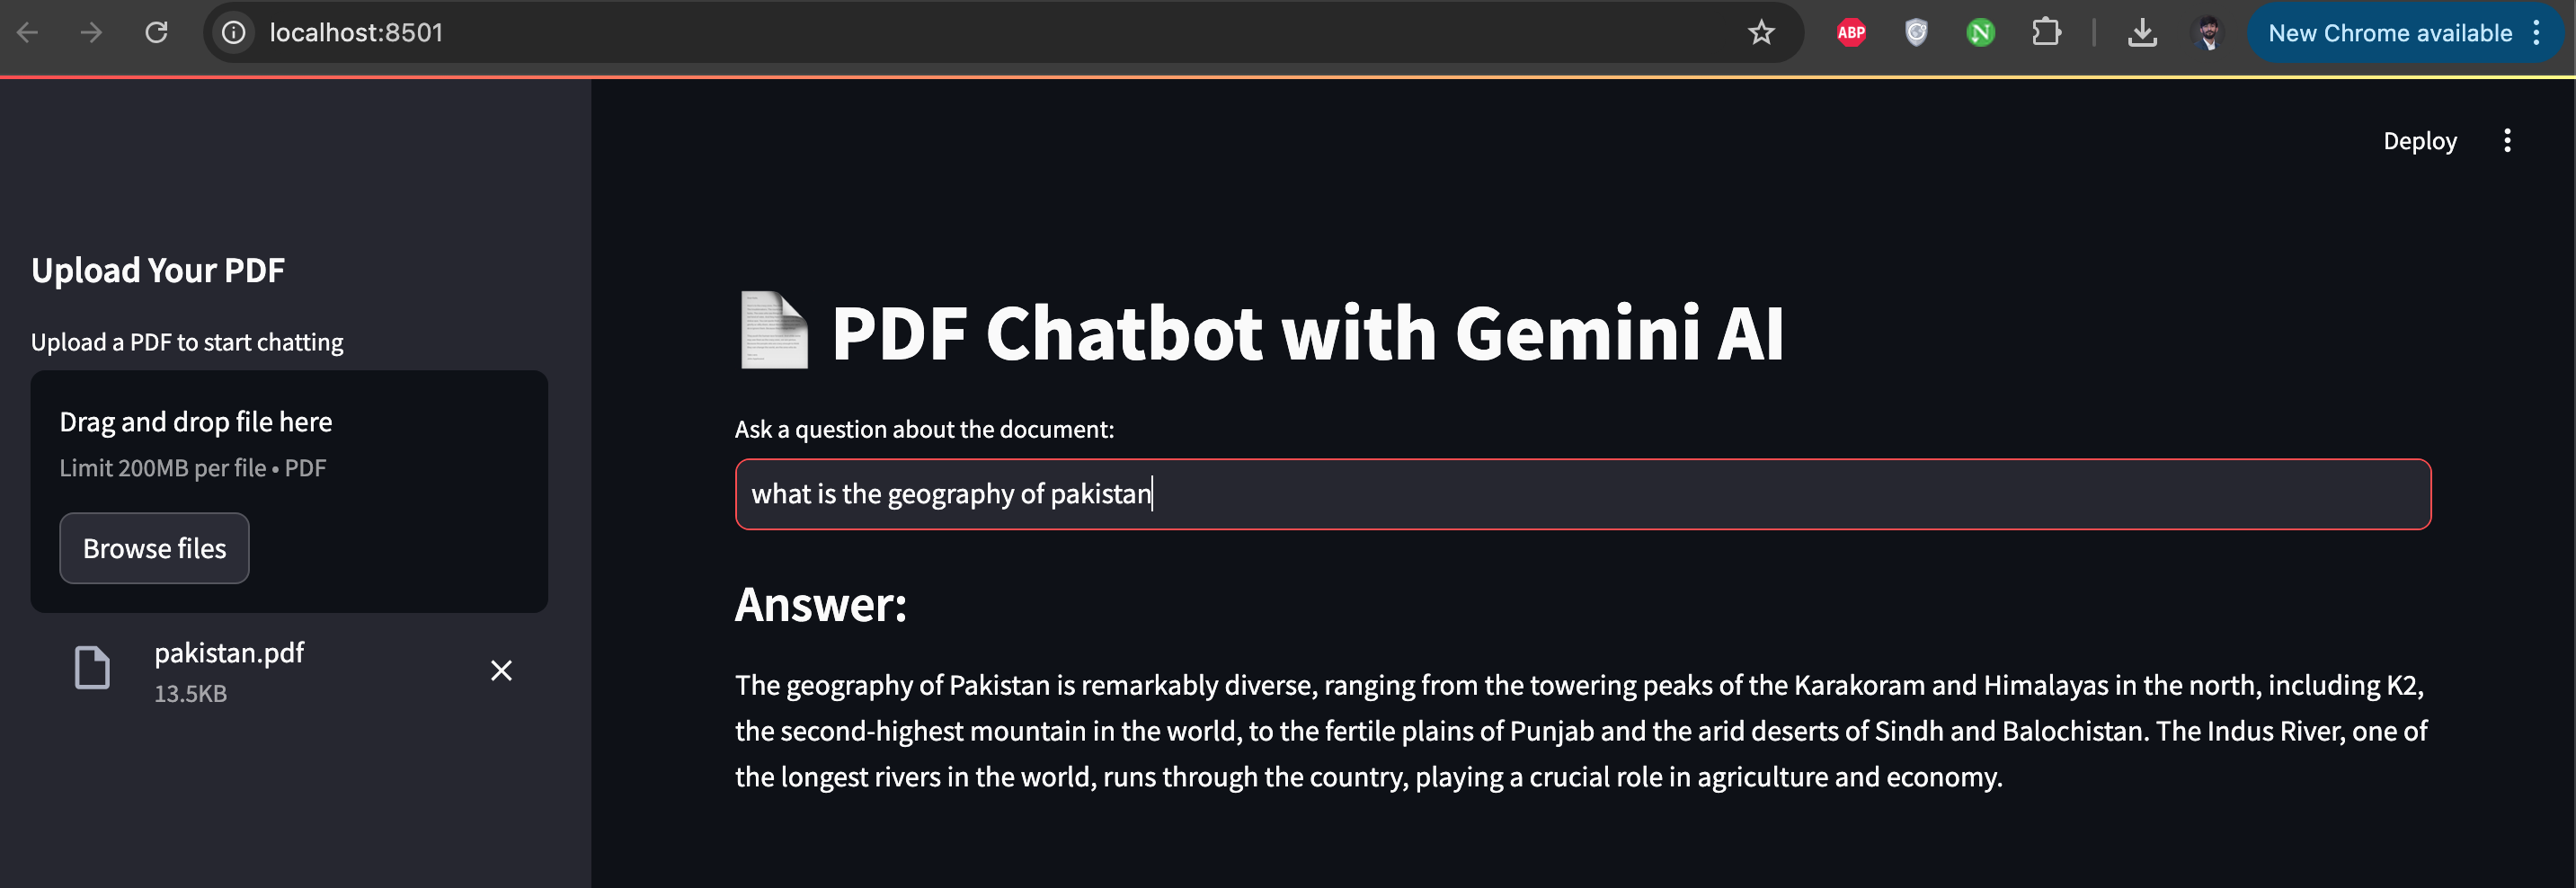 localhost:8501
ABP
N
New Chrome available
Deploy
Upload Your PDF
Upload a PDF to start chatting
Drag and drop file here
Limit 200MB per file • PDF
Browse files
pakistan.pdf
13.5KB
PDF Chatbot with Gemini AI
Ask a question about the document:
what is the geography of pakistan
Answer:
The geography of Pakistan is remarkably diverse, ranging from the towering peaks of the Karakoram and Himalayas in the north, including K2,
the second-highest mountain in the world, to the fertile plains of Punjab and the arid deserts of Sindh and Balochistan. The Indus River, one of
the longest rivers in the world, runs through the country, playing a crucial role in agriculture and economy.